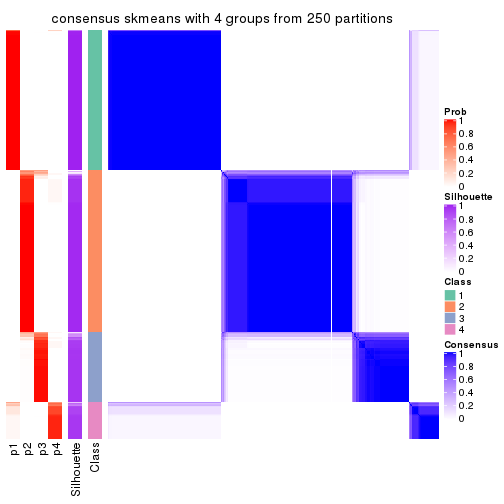 consensus skmeans with 4 groups from 250 partitions
Prob
1
0.8
0.6
0.4
0.2
0
Silhouette
1
0.8
0.6
0.4
0.2
0
Class
1
2
3
4
Consensus
1
0.8
0.6
0.4
0.2
0
p1
p2
p3
p4
Silhouette
Class